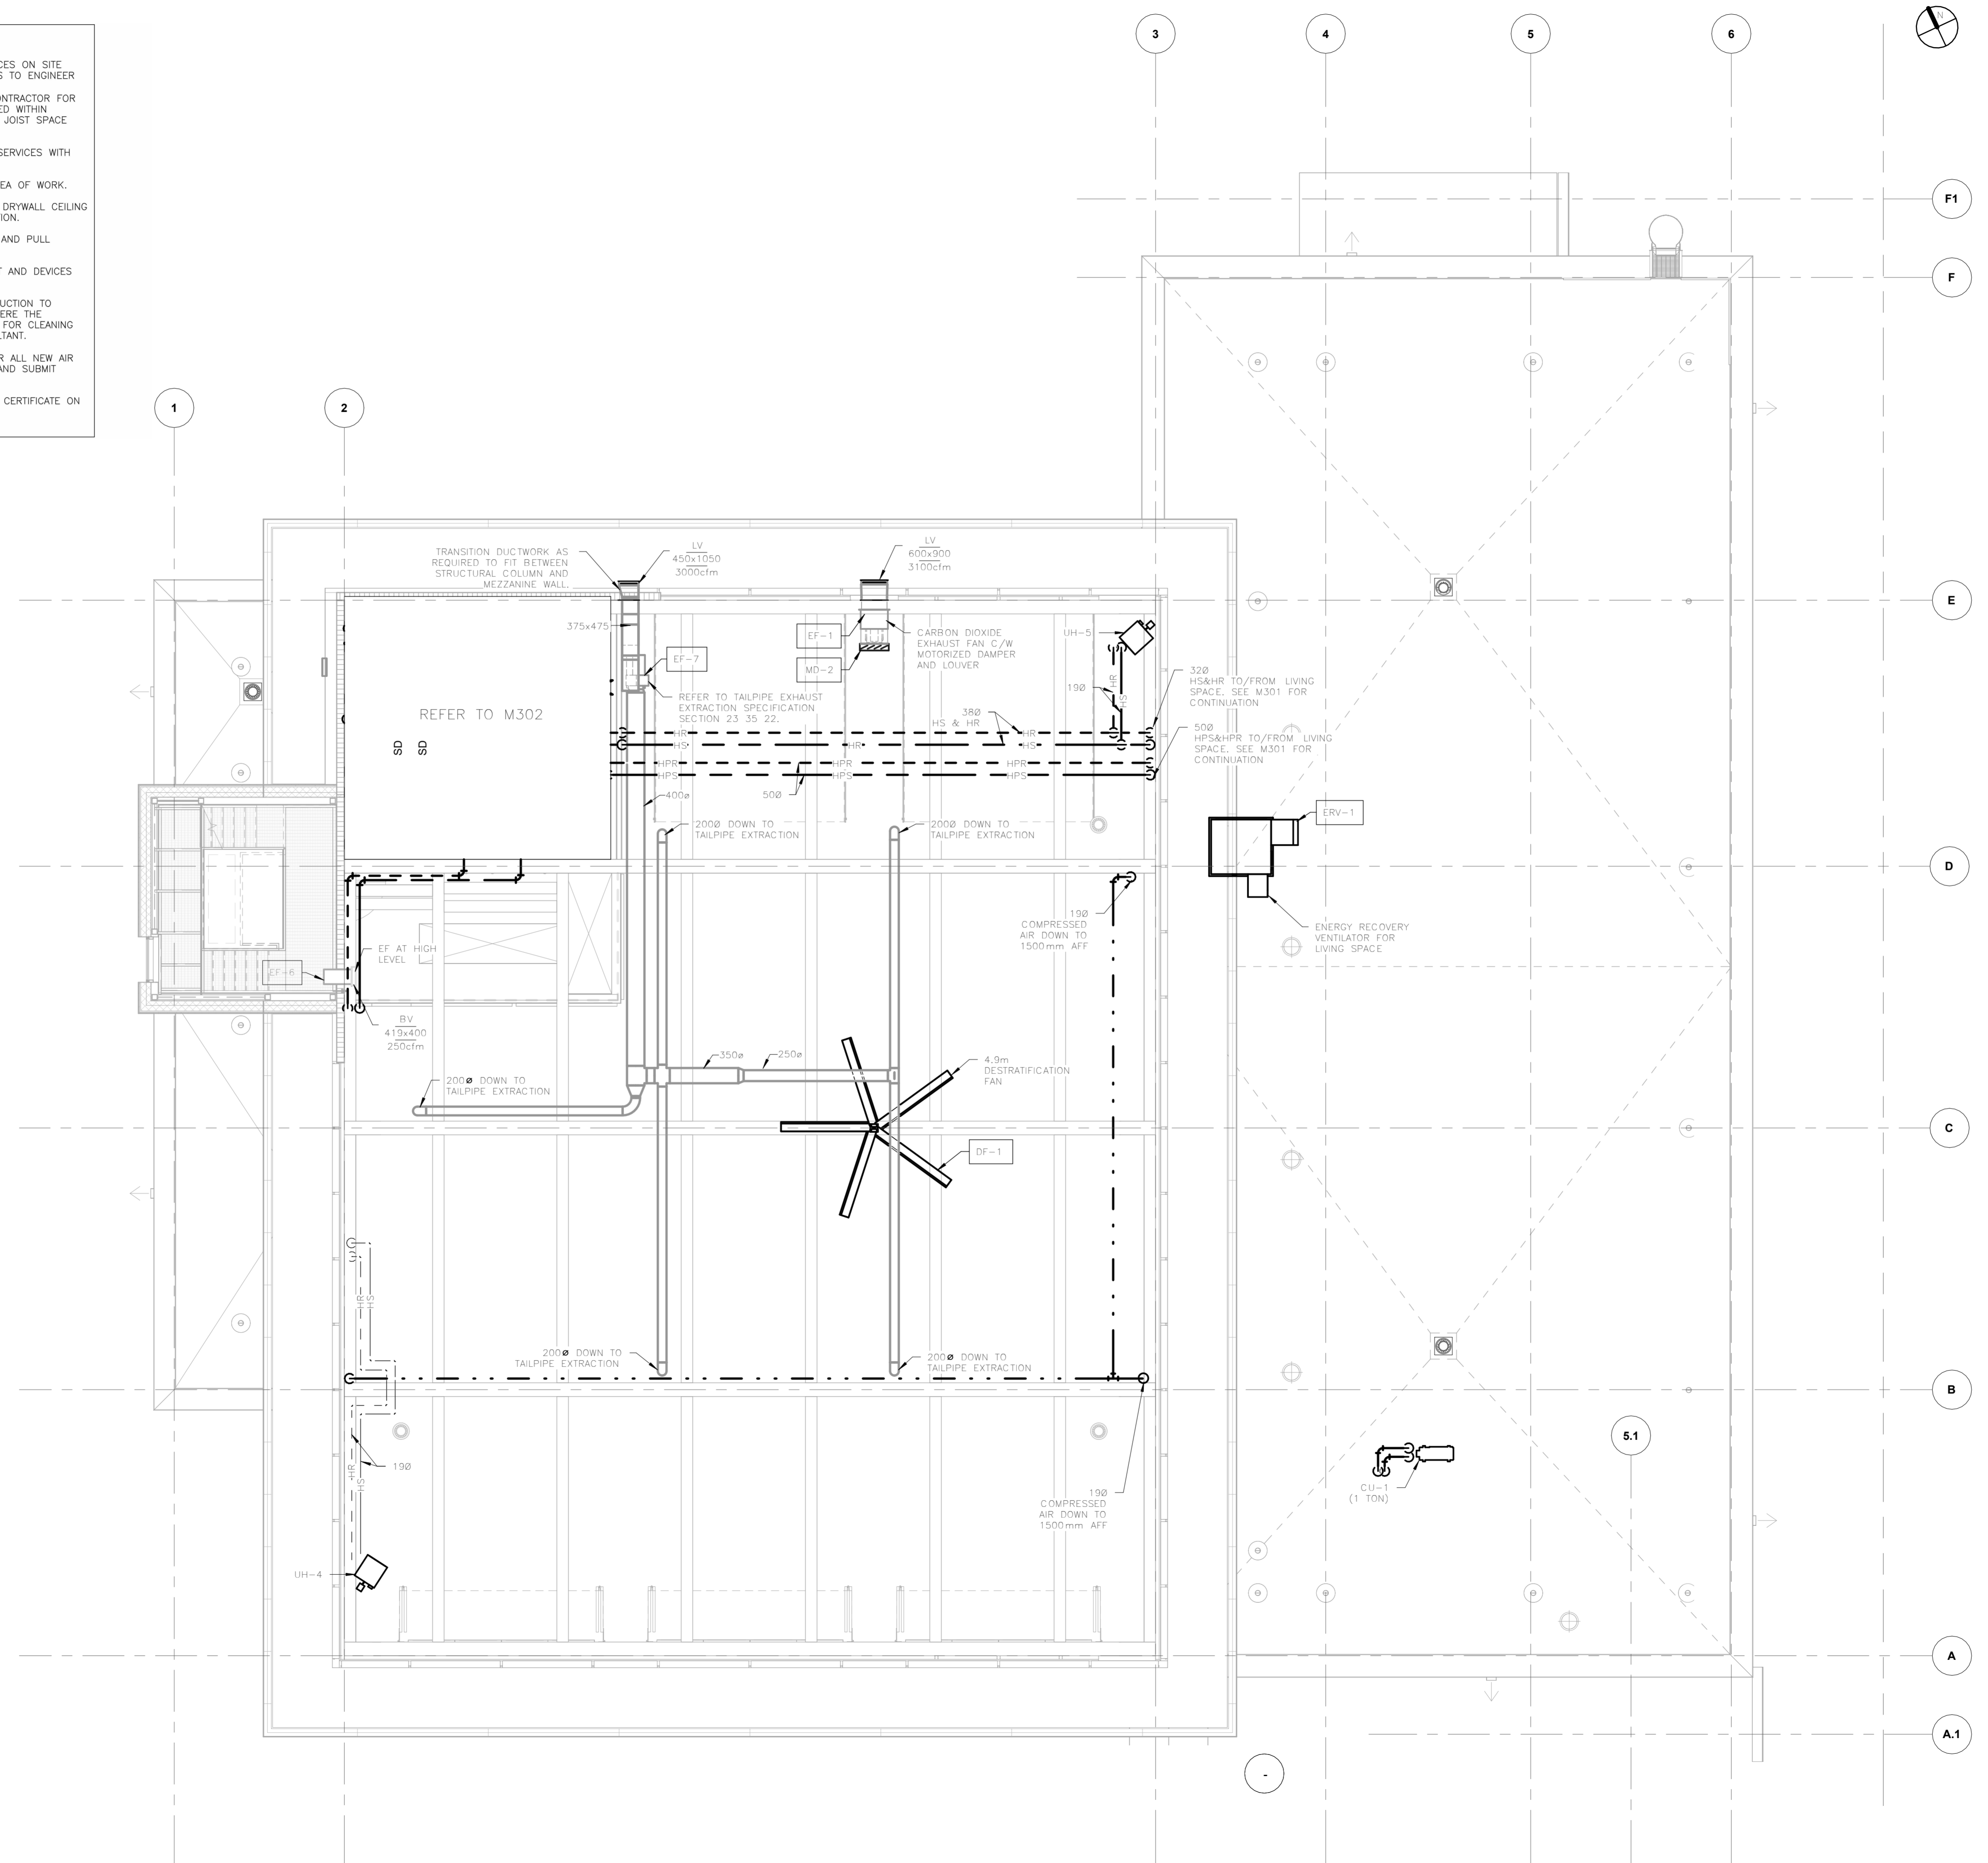 CES ON SITE
S TO ENGINEER
ONTRACTOR FOR
ED WITHIN
JOIST SPACE
SERVICES WITH
EA OF WORK.
DRYWALL CEILING
TION.
AND PULL
T AND DEVICES
UCTION TO
ERE THE
FOR CLEANING
LTANT.
R ALL NEW AIR
AND SUBMIT
CERTIFICATE ON
3
4
5
6
N
F1
F
1
2
TRANSITION DUCTWORK AS
REQUIRED TO FIT BETWEEN
STRUCTURAL COLUMN AND
MEZZANINE WALL.
LV
450x1050
3000cfm
LV
600x900
3100cfm
E
375x475
EF-7
REFER TO TAILPIPE EXHAUST
EXTRACTION SPECIFICATION
SECTION 23 35 22.
EF-1
MD-2
CARBON DIOXIDE
EXHAUST FAN C/W
MOTORIZED DAMPER
AND LOUVER
UH-5
HR
HS
19Ø
32Ø
HS&HR TO/FROM LIVING
SPACE. SEE M301 FOR
CONTINUATION
50Ø
HPS&HPR TO/FROM LIVING
SPACE. SEE M301 FOR
CONTINUATION
REFER TO M302
SD
SD
38Ø
HS & HR
HR
HR
HS
HR
HS
HPR
HPR
HPR
HPS
HPS
HPS
400ø
50Ø
200Ø DOWN TO
TAILPIPE EXTRACTION
200Ø DOWN TO
TAILPIPE EXTRACTION
ERV-1
D
19Ø
COMPRESSED
AIR DOWN TO
1500mm AFF
ENERGY RECOVERY
VENTILATOR FOR
LIVING SPACE
EF AT HIGH
LEVEL
EF-6
BV
419x400
250cfm
350ø
250ø
4.9m
DESTRATIFICATION
FAN
200Ø DOWN TO
TAILPIPE EXTRACTION
C
DF-1
HR
HS
200Ø DOWN TO
TAILPIPE EXTRACTION
200Ø DOWN TO
TAILPIPE EXTRACTION
B
5.1
HR
HS
19Ø
19Ø
COMPRESSED
AIR DOWN TO
1500mm AFF
CU-1
(1 TON)
UH-4
A
A.1
-